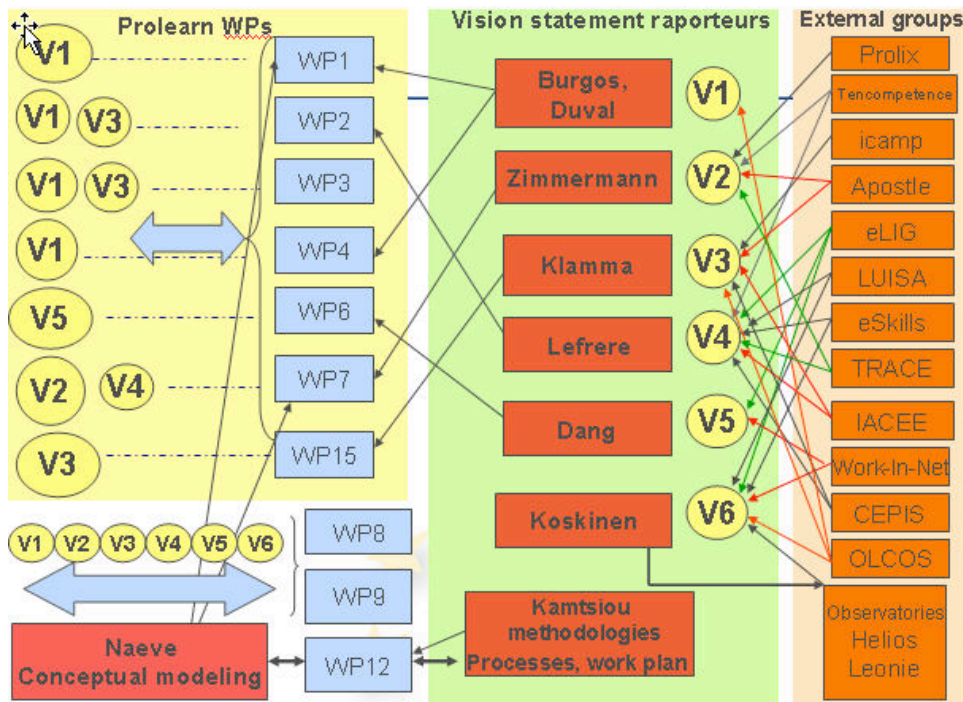 Prolearn WPs
V1
WP1
V1 V3
WP2
V1 V3
WP3
V1
WP4
V5
WP6
V2 V4
WP7
V3
WP15
V1 V2 V3 V4 V5 V6
WP8
WP9
Naeve
Conceptual modeling
WP12
Vision statement raporteurs
Burgos,
Duval
V1
Zimmermann
V2
Klamma
V3
Lefrere
V4
Dang
V5
Koskinen
V6
Kamtsiou
methodologies
Processes, work plan
External groups
Prolix
Tencompetence
icamp
Apostle
eLIG
LUISA
eSkills
TRACE
IACEE
Work-In-Net
CEPIS
OLCOS
Observatories
Helios
Leonie